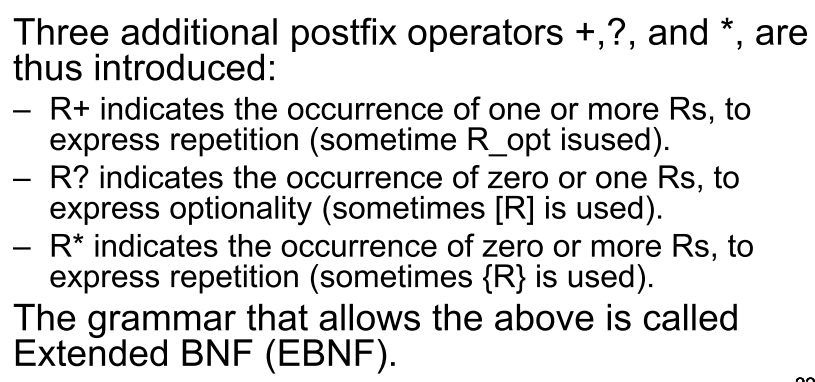 Three additional postfix operators +,?, and *, are
thus introduced:
– R+ indicates the occurrence of one or more Rs, to
express repetition (sometime R_opt isused).
– R? indicates the occurrence of zero or one Rs, to
express optionality (sometimes [R] is used).
– R* indicates the occurrence of zero or more Rs, to
express repetition (sometimes {R} is used).
The grammar that allows the above is called
Extended BNF (EBNF).